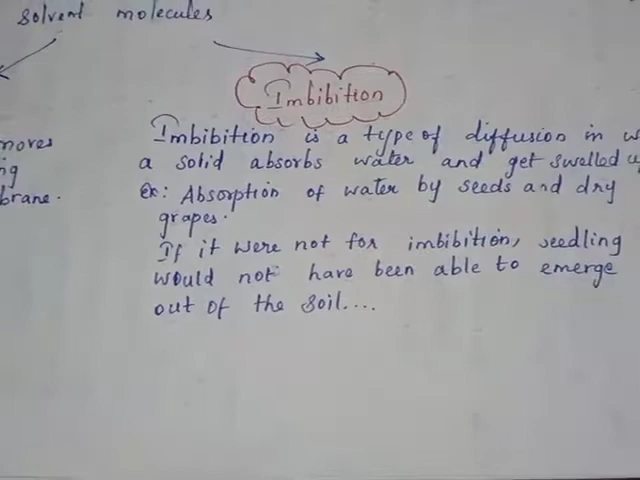 solvent molecules
Imbibition
moves
brane.
Imbibition is a type of diffusion in
a solid absorbs water and get swelled
Ex: Absorption of water by seeds and dry
grapes.
If it were not for imbibition, seedling
would not have been able to emerge
out of the soil....